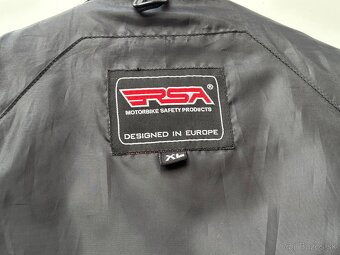 RSA®
MOTORBIKE SAFETY PRODUCTS
DESIGNED IN EUROPE
XL